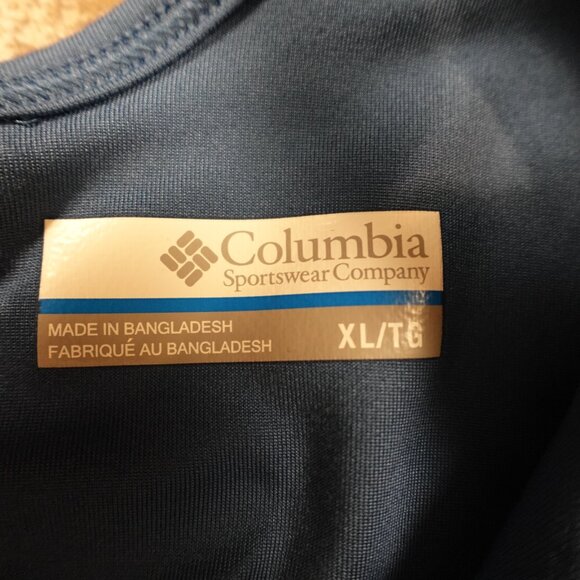 Columbia
Sportswear Company
MADE IN BANGLADESH
FABRIQUÉ AU BANGLADESH
XL/TG